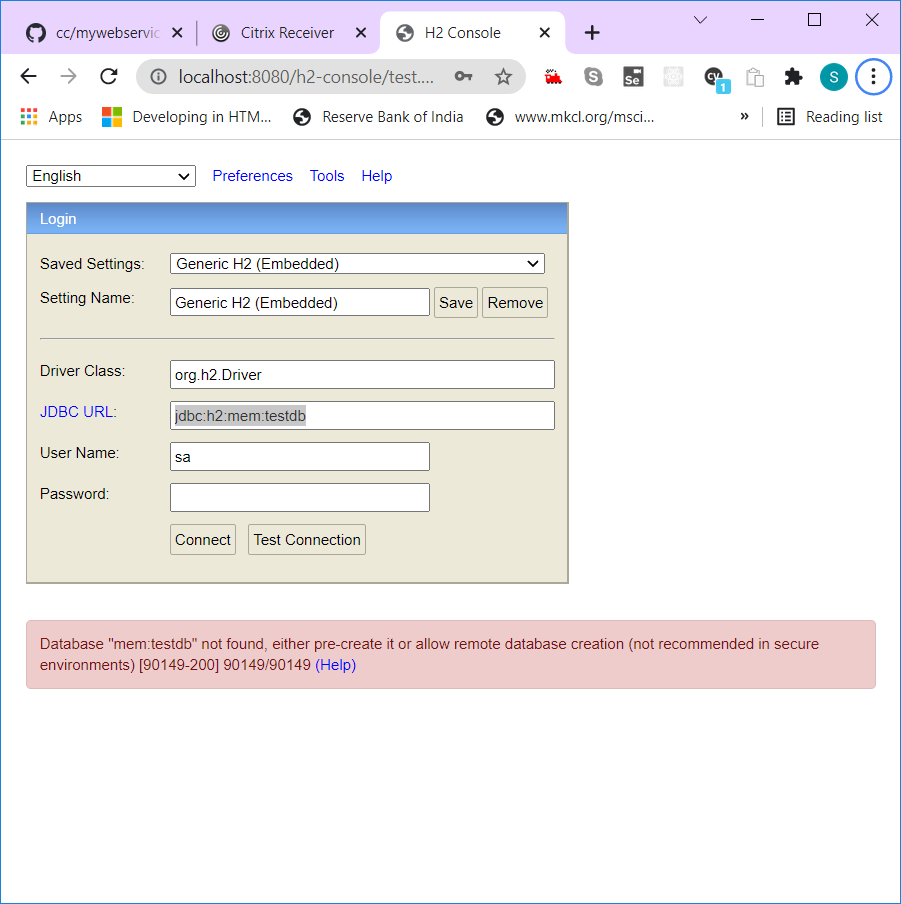 cc/mywebservic
Citrix Receiver
H2 Console
localhost:8080/h2-console/test....
Se
cy
1
S
Apps
Developing in HTM...
Reserve Bank of India
www.mkcl.org/msci...
»
Reading list
English
Preferences
Tools
Help
Login
Saved Settings:
Generic H2 (Embedded)
Setting Name:
Generic H2 (Embedded)
Save
Remove
Driver Class:
org.h2.Driver
JDBC URL:
jdbc:h2:mem:testdb
User Name:
sa
Password:
Connect
Test Connection
Database "mem:testdb" not found, either pre-create it or allow remote database creation (not recommended in secure
environments) [90149-200] 90149/90149 (Help)